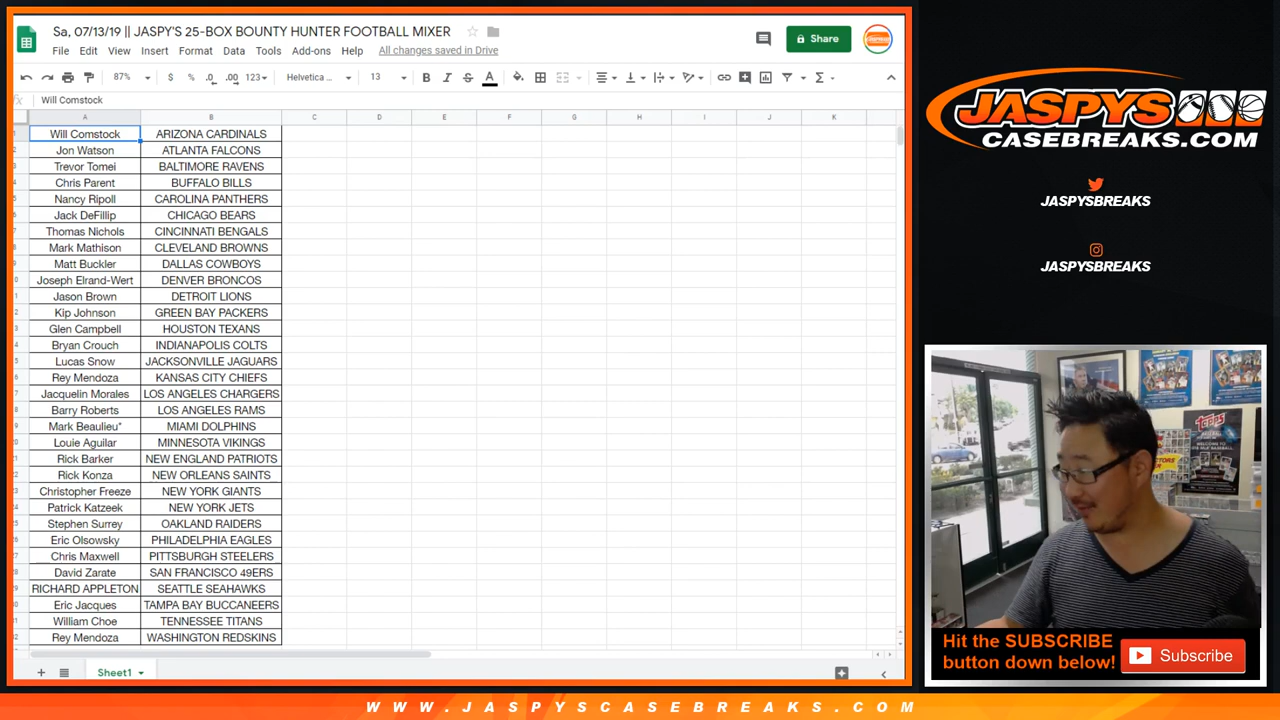 Sa, 07/13/19 || JASPY'S 25-BOX BOUNTY HUNTER FOOTBALL MIXER
File Edit View Insert Format Data Tools Add-ons Help All changes saved in Drive
Share
87% $ % .0 .00 123 Helvetica ... 13 B I S A
fx Will Comstock
A B C D E F G H I J K
Will Comstock ARIZONA CARDINALS
Jon Watson ATLANTA FALCONS
Trevor Tomei BALTIMORE RAVENS
Chris Parent BUFFALO BILLS
Nancy Ripoll CAROLINA PANTHERS
Jack DeFillip CHICAGO BEARS
Thomas Nichols CINCINNATI BENGALS
Mark Mathison CLEVELAND BROWNS
Matt Buckler DALLAS COWBOYS
Joseph Elrand-Wert DENVER BRONCOS
Jason Brown DETROIT LIONS
Kip Johnson GREEN BAY PACKERS
Glen Campbell HOUSTON TEXANS
Bryan Crouch INDIANAPOLIS COLTS
Lucas Snow JACKSONVILLE JAGUARS
Rey Mendoza KANSAS CITY CHIEFS
Jacquelin Morales LOS ANGELES CHARGERS
Barry Roberts LOS ANGELES RAMS
Mark Beaulieu* MIAMI DOLPHINS
Louie Aguilar MINNESOTA VIKINGS
Rick Barker NEW ENGLAND PATRIOTS
Rick Konza NEW ORLEANS SAINTS
Christopher Freeze NEW YORK GIANTS
Patrick Katzeek NEW YORK JETS
Stephen Surrey OAKLAND RAIDERS
Eric Olsowsky PHILADELPHIA EAGLES
Chris Maxwell PITTSBURGH STEELERS
David Zarate SAN FRANCISCO 49ERS
RICHARD APPLETON SEATTLE SEAHAWKS
Eric Jacques TAMPA BAY BUCCANEERS
William Choe TENNESSEE TITANS
Rey Mendoza WASHINGTON REDSKINS
Sheet1
JASPYS
CASEBREAKS.COM
JASPYSBREAKS
JASPYSBREAKS
Topps
WELCOME TO
Hit the SUBSCRIBE
button down below!
Subscribe
WWW.JASPYSCASEBREAKS.COM